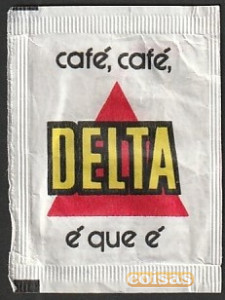 café, café,
DELTA
é que é
coisas